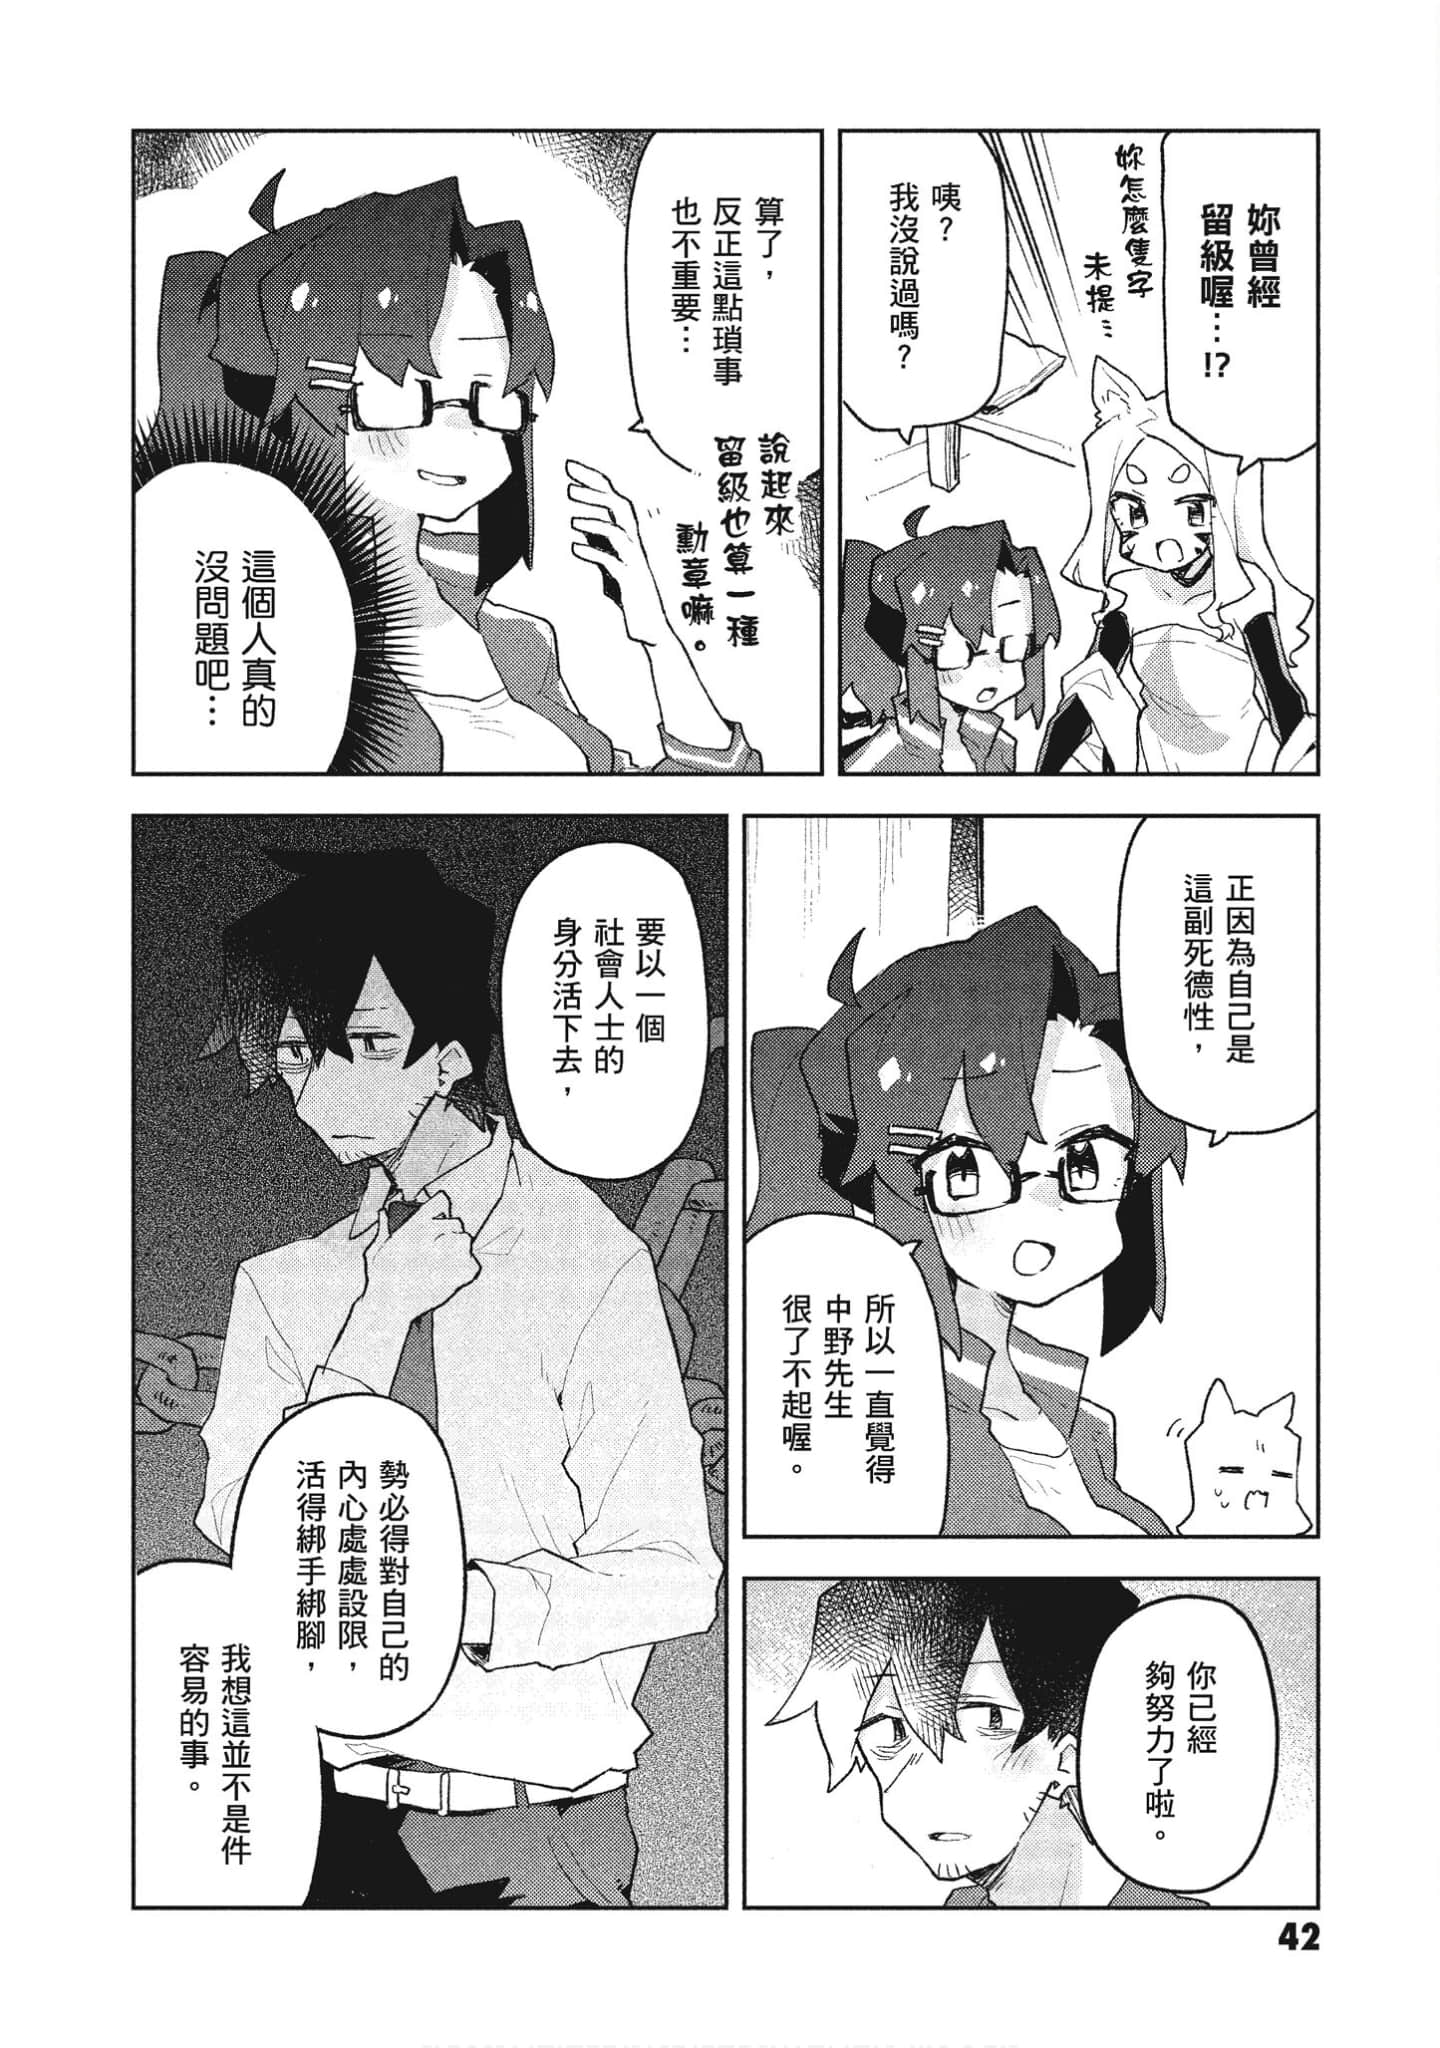 妳曾經
留級喔…!?
妳怎麼隻字
未提…
咦?
我沒說過嗎?
算了,
反正這點瑣事
也不重要…
說起來
留級也算一種
勳章嘛。
這個人真的
沒問題吧…
正因為自己是
這副死德性,
所以一直覺得
中野先生
很了不起喔。
你已經
夠努力了啦。
要以一個
社會人士的
身分活下去,
勢必得對自己的
內心處處設限,
活得綁手綁腳,
我想這並不是件
容易的事。
42